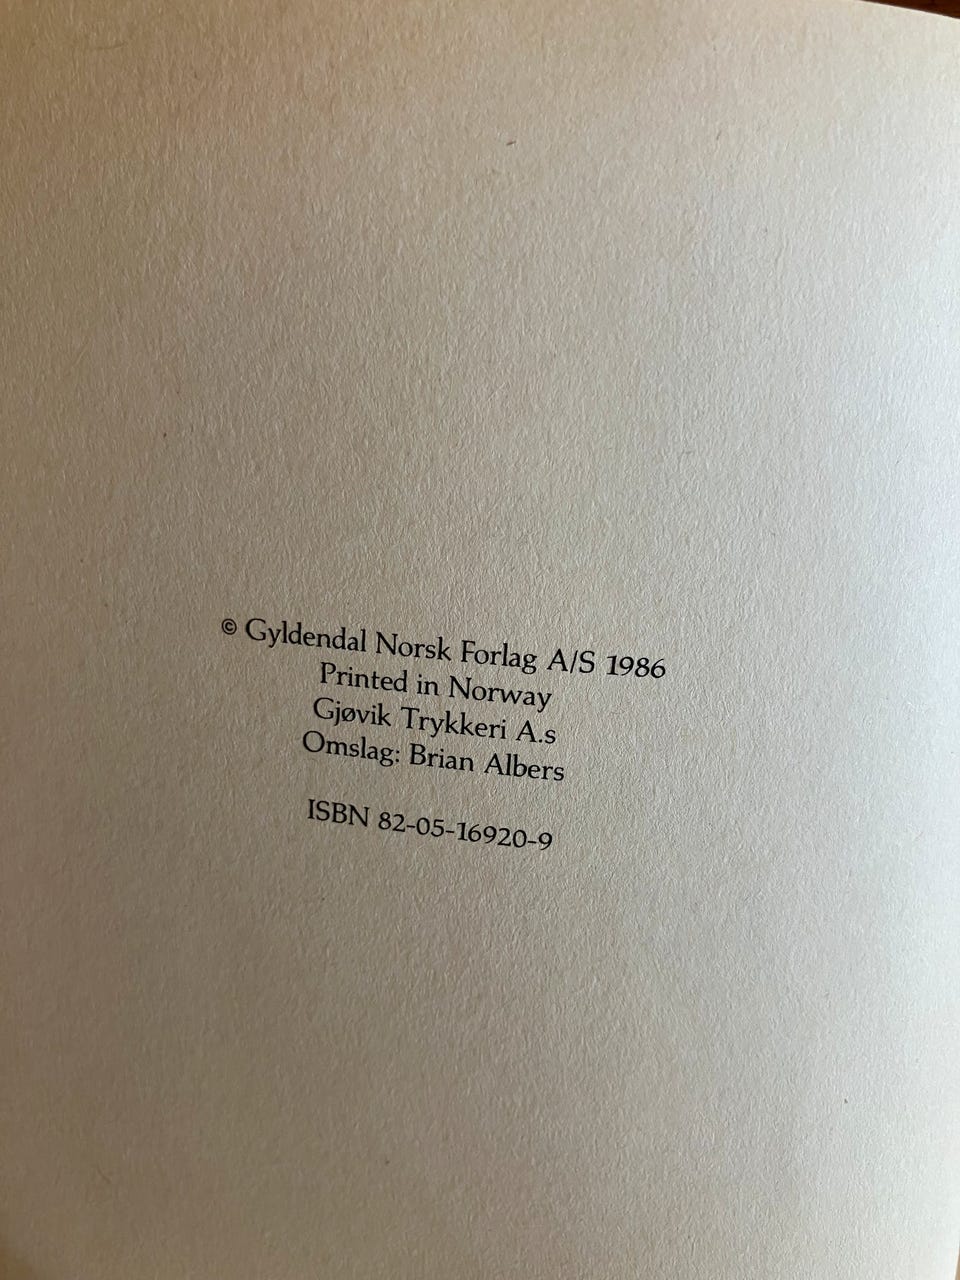 © Gyldendal Norsk Forlag A/S 1986
Printed in Norway
Gjøvik Trykkeri A.s
Omslag: Brian Albers
ISBN 82-05-16920-9